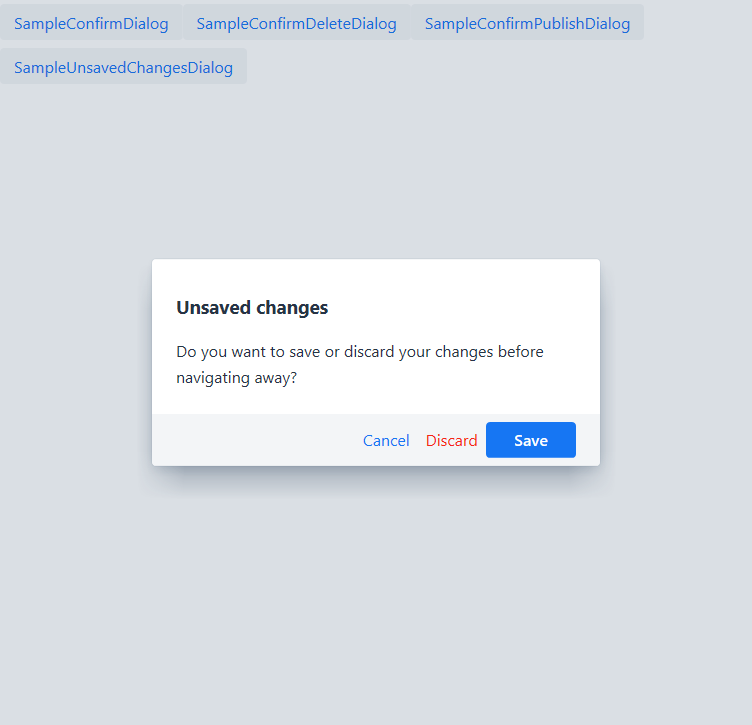 SampleConfirmDialog SampleConfirmDeleteDialog SampleConfirmPublishDialog
SampleUnsavedChangesDialog
Unsaved changes
Do you want to save or discard your changes before
navigating away?
Cancel Discard Save